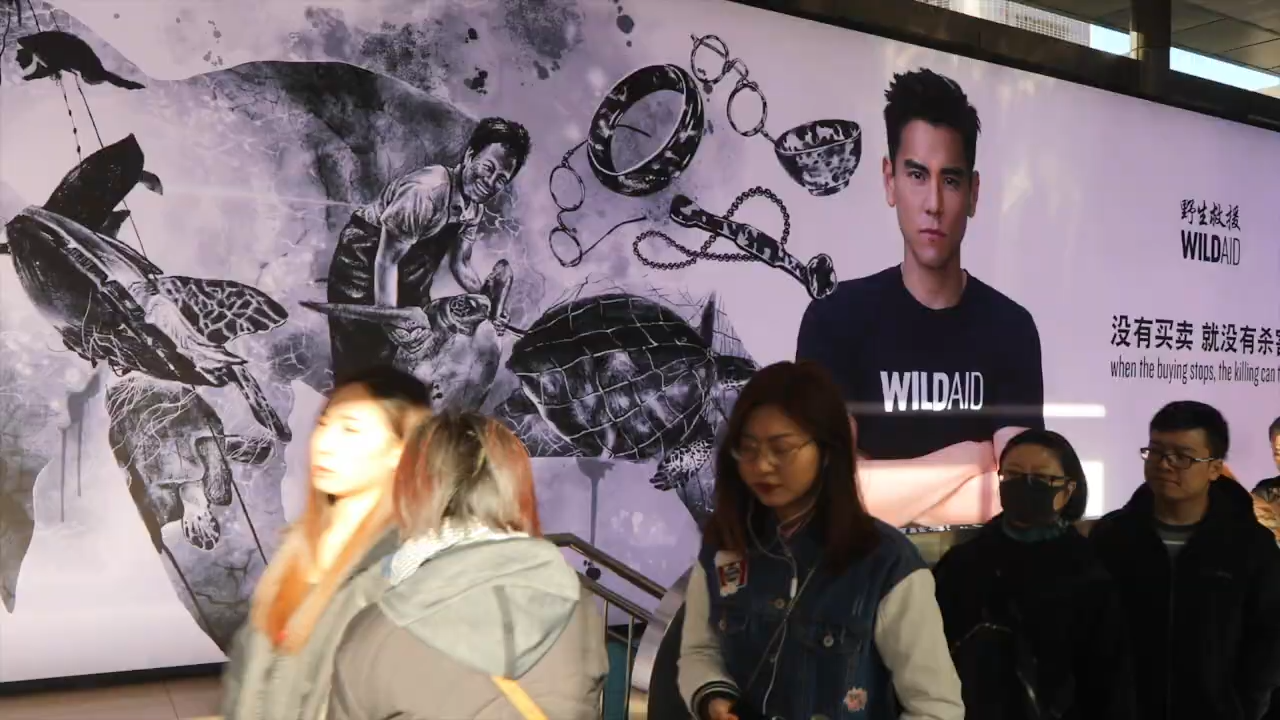 WILDAID
野生救援
WILDAID
没有买卖 就没有杀害
when the buying stops, the killing can